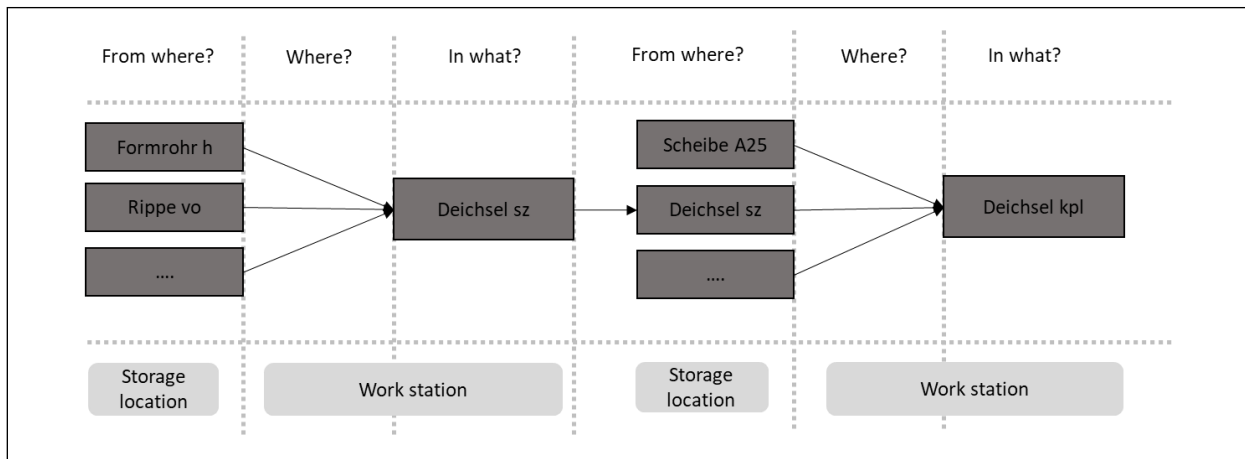 From where?
Where?
In what?
From where?
Where?
In what?
Formrohr h
Rippe vo
....
Deichsel sz
Scheibe A25
Deichsel sz
....
Deichsel kpl
Storage
location
Work station
Storage
location
Work station